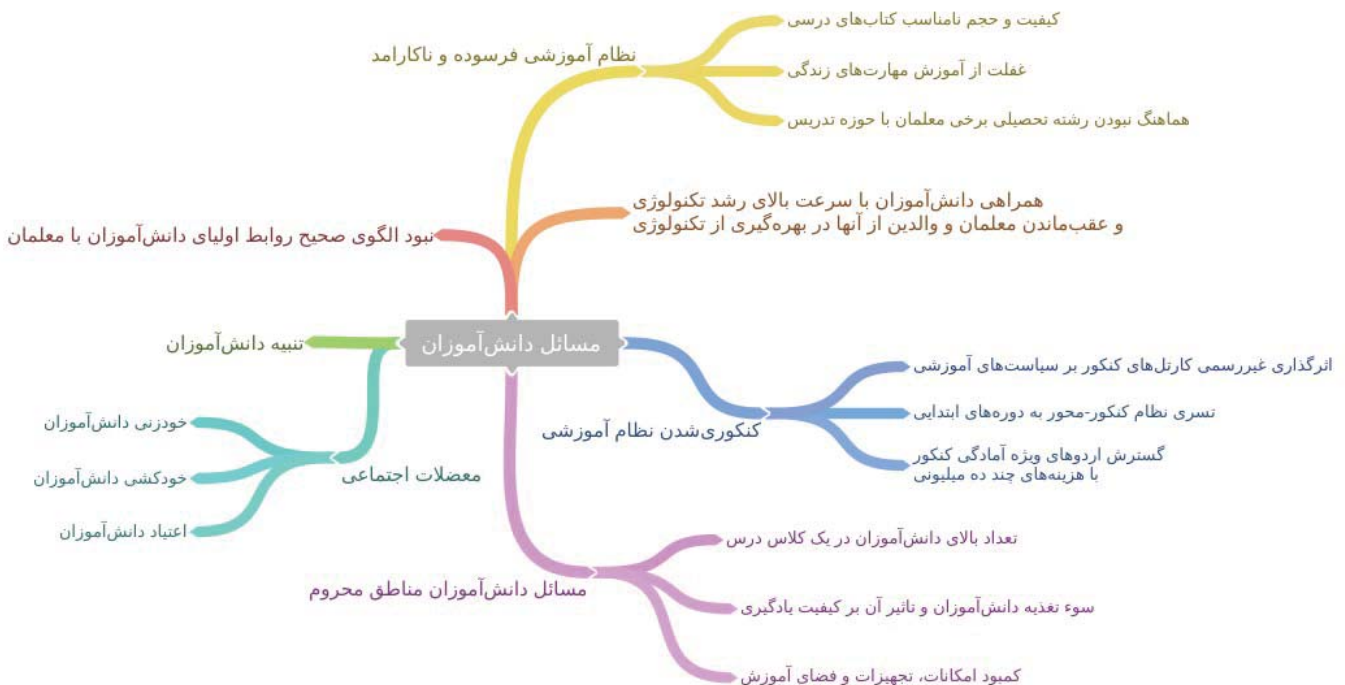 مسائل دانش‌آموزان
نظام آموزشی فرسوده و ناکارامد
کیفیت و حجم نامناسب کتاب‌های درسی
غفلت از آموزش مهارت‌های زندگی
هماهنگ نبودن رشته تحصیلی برخی معلمان با حوزه تدریس
همراهی دانش‌آموزان با سرعت بالای رشد تکنولوژی
و عقب‌ماندن معلمان و والدین از آنها در بهره‌گیری از تکنولوژی
کنکوری‌شدن نظام آموزشی
اثرگذاری غیررسمی کارتل‌های کنکور بر سیاست‌های آموزشی
تسری نظام کنکور-محور به دوره‌های ابتدایی
گسترش اردوهای ویژه آمادگی کنکور
با هزینه‌های چند ده میلیونی
مسائل دانش‌آموزان مناطق محروم
تعداد بالای دانش‌آموزان در یک کلاس درس
سوء تغذیه دانش‌آموزان و تاثیر آن بر کیفیت یادگیری
کمبود امکانات، تجهیزات و فضای آموزش
نبود الگوی صحیح روابط اولیای دانش‌آموزان با معلمان
تنبیه دانش‌آموزان
معضلات اجتماعی
خودزنی دانش‌آموزان
خودکشی دانش‌آموزان
اعتیاد دانش‌آموزان